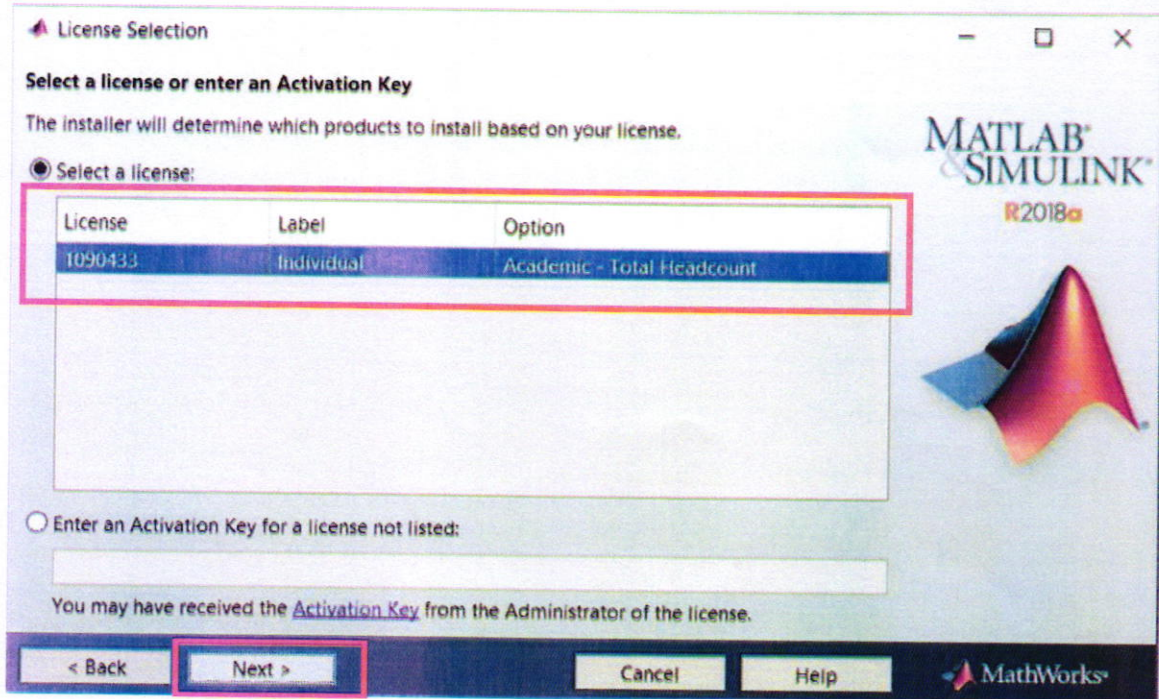 License Selection
Select a license or enter an Activation Key
The installer will determine which products to install based on your license.
MATLAB®
&SIMULINK®
R2018a
Select a license:
License Label Option
1090433 Individual Academic - Total Headcount
Enter an Activation Key for a license not listed:
You may have received the Activation Key from the Administrator of the license.
< Back Next > Cancel Help MathWorks®